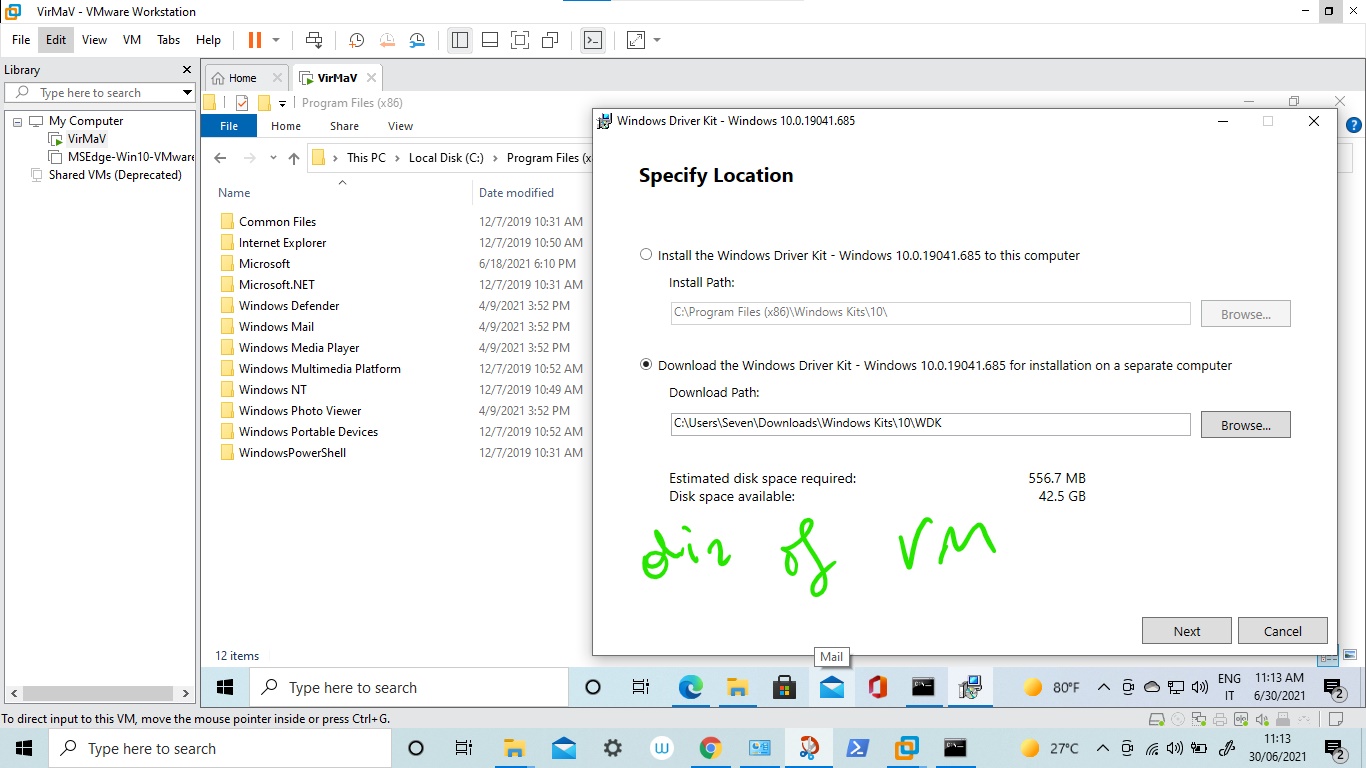 VirMaV - VMware Workstation
File Edit View VM Tabs Help
Library
Type here to search
My Computer
VirMaV
MSEdge-Win10-VMware
Shared VMs (Deprecated)
Home VirMaV
Program Files (x86)
File Home Share View
This PC Local Disk (C:) Program Files (x
Name Date modified
Common Files 12/7/2019 10:31 AM
Internet Explorer 12/7/2019 10:50 AM
Microsoft 6/18/2021 6:10 PM
Microsoft.NET 12/7/2019 10:31 AM
Windows Defender 4/9/2021 3:52 PM
Windows Mail 4/9/2021 3:52 PM
Windows Media Player 4/9/2021 3:52 PM
Windows Multimedia Platform 12/7/2019 10:52 AM
Windows NT 12/7/2019 10:49 AM
Windows Photo Viewer 4/9/2021 3:52 PM
Windows Portable Devices 12/7/2019 10:52 AM
WindowsPowerShell 12/7/2019 10:31 AM
12 items
Windows Driver Kit - Windows 10.0.19041.685
Specify Location
Install the Windows Driver Kit - Windows 10.0.19041.685 to this computer
Install Path:
C:\Program Files (x86)\Windows Kits\10\
Browse...
Download the Windows Driver Kit - Windows 10.0.19041.685 for installation on a separate computer
Download Path:
C:\Users\Seven\Downloads\Windows Kits\10\WDK
Browse...
Estimated disk space required: 556.7 MB
Disk space available: 42.5 GB
dir of VM
Next Cancel
Mail
Type here to search
80°F ENG 11:13 AM
IT 6/30/2021 2
To direct input to this VM, move the mouse pointer inside or press Ctrl+G.
Type here to search
27°C 11:13
30/06/2021 2